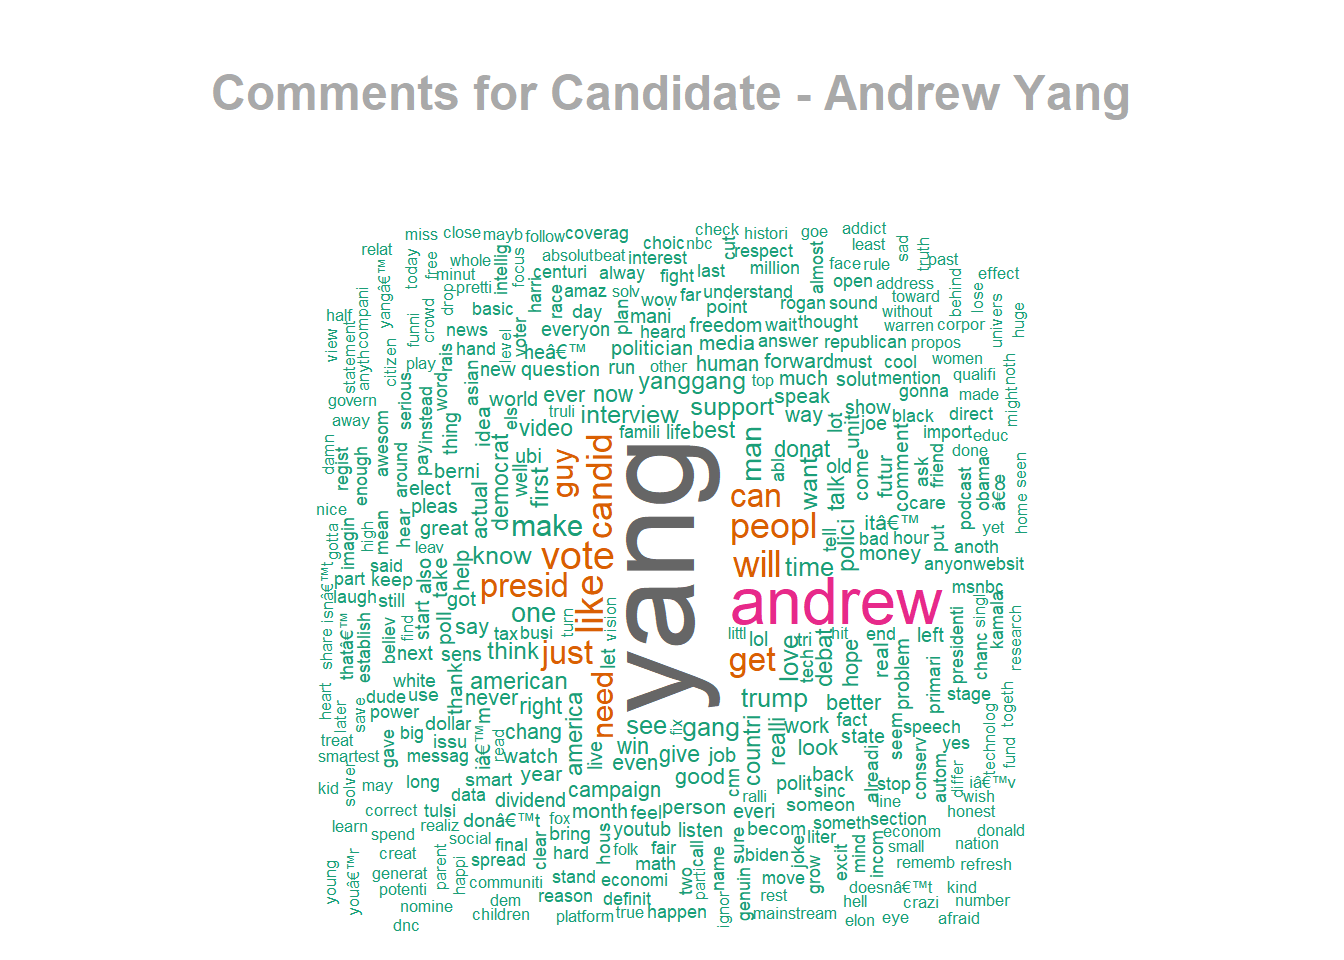 Comments for Candidate - Andrew Yang
miss close mayb follow coverag choic nbc check histori goe addict
relat whole absolut beat interest cut respect least sad truth past
yangâ€™ today free minut pretti intellig focus centuri alway fight last million almost face rule effect
half compani crowd drop basic harri race amaz solv wow far understand open address toward behind lose univers huge
view statement anyth citizen funni news level voter day plan mani point rogan sound without corpor
play rais hand everyon heard freedom wait thought warren
govern serious word asian heâ€™ politician media answer republican propos
away instead new question run other human forward must cool women qualifi noth
damn awesom pay thing idea els world ever now yanggang top much solut mention gonna made might
regist around truli interview support speak way show black direct
enough berni video famili life best lot unit joe import educ
nice mean elect democrat well ubi guy candid man donat abl want talk old come futur comment ask friend done obama seen
high hear pleas actual first yang can care podcast â€œ home
gotta imagin great make peopl tell itâ€™ put yet
isnâ€™t said leav know vote polici bad hour anoth
part keep also help presid will time money anyon websit
share laugh still take got like andrew msnbc
thatâ€™ start poll one turn vision littl lol tri hit end left presidenti chanc singl kamala research
establish believ find say tax busi let get love tech debat hope real
heart next sens think just problem primari
later white american need trump stage togeth
save dude use thank never right better
treat power dollar me see fix gang countri realli work fact speech
smartest gave big issu iâ€™ read chang america live win state seem yes technolog fund
solver messag watch even give job look alreadi conserv autom differ
kid may long smart year campaign good cnn polit back stop iâ€™v
data dividend month feel person ralli everi sinc someon line wish
correct tulsi donâ€™t fox honest
learn spend realiz social final bring youtub listen becom someth section econom donald
creat clear hard hous folk fair sure biden joke liter excit mind incom small nation
young youâ€™r generat parent happi spread math call move grow rememb refresh
potenti communiti stand economi two parti name genuin rest doesnâ€™t kind
nomine dem reason definit ignor hell crazi number
dnc children platform true happen mainstream elon eye afraid